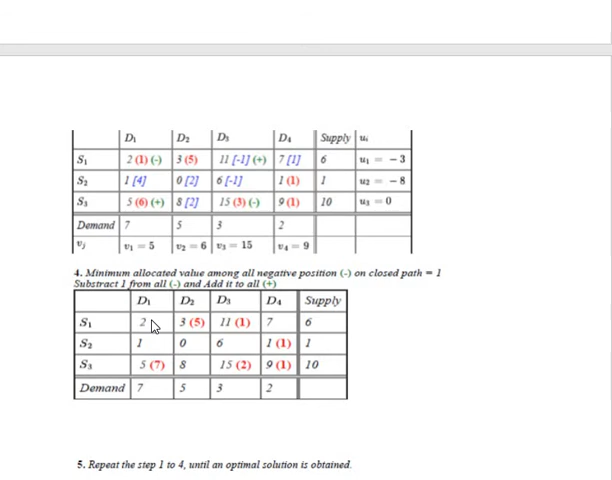 D₁ D₂ D₃ D₄ Supply uᵢ
S₁ 2 (1) (-) 3 (5) 11 [-1] (+) 7 [1] 6 u₁ = - 3
S₂ 1 [4] 0 [2] 6 [-1] 1 (1) 1 u₂ = - 8
S₃ 5 (6) (+) 8 [2] 15 (3) (-) 9 (1) 10 u₃ = 0
Demand 7 5 3 2
vⱼ v₁ = 5 v₂ = 6 v₃ = 15 v₄ = 9
4. Minimum allocated value among all negative position (-) on closed path = 1
Substract 1 from all (-) and Add it to all (+)
D₁ D₂ D₃ D₄ Supply
S₁ 2 3 (5) 11 (1) 7 6
S₂ 1 0 6 1 (1) 1
S₃ 5 (7) 8 15 (2) 9 (1) 10
Demand 7 5 3 2
5. Repeat the step 1 to 4, until an optimal solution is obtained.